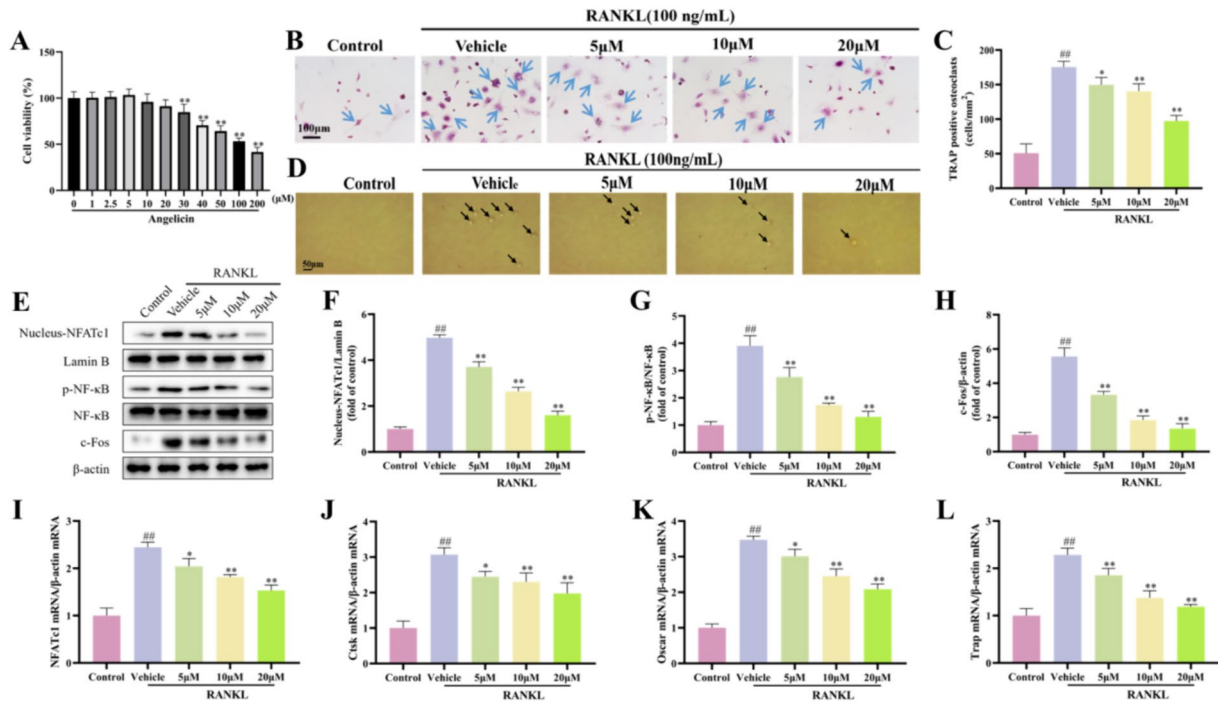 A
Cell viability (%)
150
100
50
0
** ** ** ** **
0 1 2.5 5 10 20 30 40 50 100 200 (μM)
Angelicin
RANKL(100 ng/mL)
B
Control Vehicle 5μM 10μM 20μM
100μm
C
TRAP positive osteoclasts
(cells/mm²)
200
150
100
50
0
## * ** **
Control Vehicle 5μM 10μM 20μM
RANKL
RANKL (100ng/mL)
D
Control Vehicle 5μM 10μM 20μM
50μm
E
RANKL
Control Vehicle 5μM 10μM 20μM
Nucleus-NFATc1
Lamin B
p-NF-κB
NF-κB
c-Fos
β-actin
F
Nucleus-NFATc1/Lamin B
(fold of control)
6
4
2
0
## ** ** **
Control Vehicle 5μM 10μM 20μM
RANKL
G
p-NF-κB/NF-κB
(fold of control)
5
4
3
2
1
0
## ** ** **
Control Vehicle 5μM 10μM 20μM
RANKL
H
c-Fos/β-actin
(fold of control)
8
6
4
2
0
## ** ** **
Control Vehicle 5μM 10μM 20μM
RANKL
I
NFATc1 mRNA/β-actin mRNA
3
2
1
0
## * ** **
Control Vehicle 5μM 10μM 20μM
RANKL
J
Ctsk mRNA/β-actin mRNA
4
3
2
1
0
## * ** **
Control Vehicle 5μM 10μM 20μM
RANKL
K
Oscar mRNA/β-actin mRNA
4
3
2
1
0
## * ** **
Control Vehicle 5μM 10μM 20μM
RANKL
L
Trap mRNA/β-actin mRNA
3
2
1
0
## ** ** **
Control Vehicle 5μM 10μM 20μM
RANKL